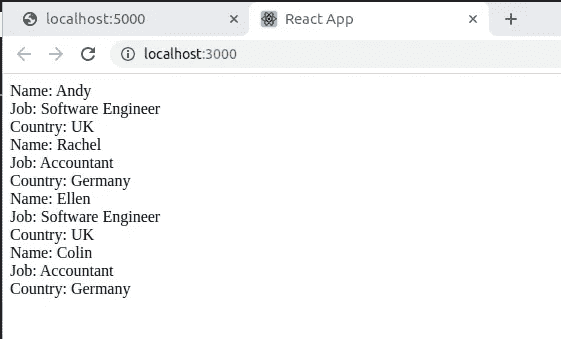 localhost:5000
React App
localhost:3000
Name: Andy
Job: Software Engineer
Country: UK
Name: Rachel
Job: Accountant
Country: Germany
Name: Ellen
Job: Software Engineer
Country: UK
Name: Colin
Job: Accountant
Country: Germany